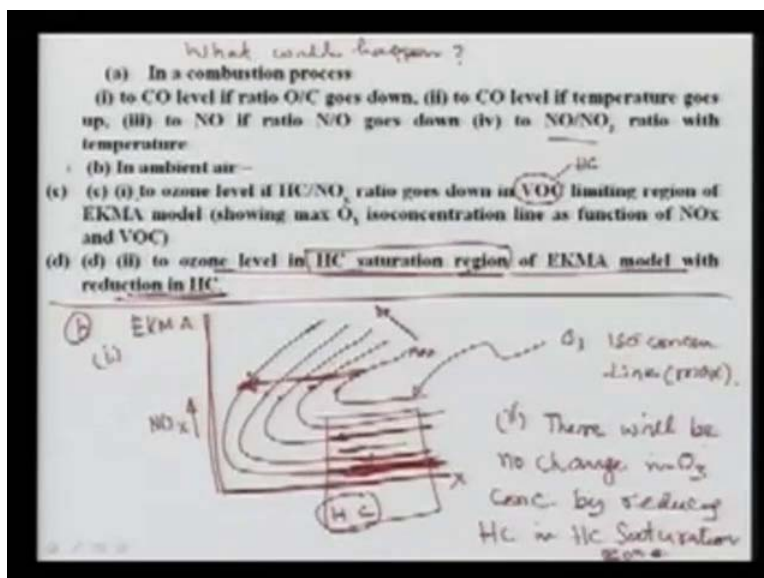 What will happen?
(a) In a combustion process
(i) to CO level if ratio O/C goes down, (ii) to CO level if temperature goes
up, (iii) to NO if ratio N/O goes down (iv) to NO/NO₂ ratio with
temperature
(b) In ambient air –
HC
(c) (c) (i) to ozone level if HC/NOₓ ratio goes down in VOC limiting region of
EKMA model (showing max O₃ isoconcentration line as function of NOx
and VOC)
(d) (d) (ii) to ozone level in HC saturation region of EKMA model with
reduction in HC.
(b) EKMA
(i)
O₃ iso concen
Line (max).
NOx
There will be
no change in O₃
conc. by reducing
HC in HC Saturation
zone
HC